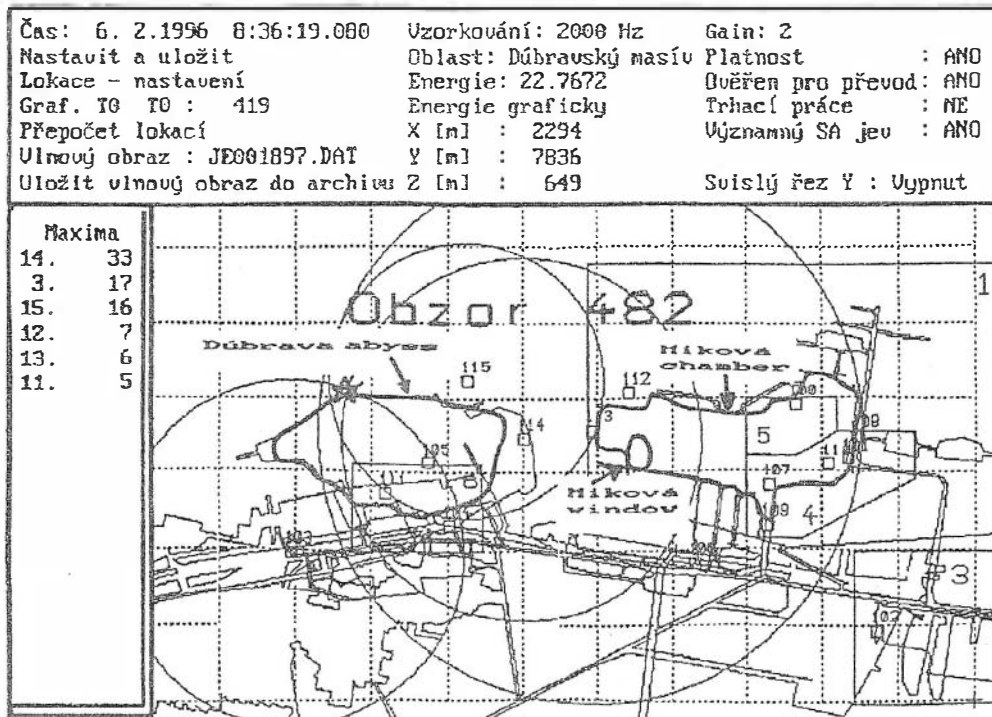 Čas: 6. 2.1996 8:36:19.080 Vzorkování: 2000 Hz Gain: 2
Nastavit a uložit Oblast: Dúbravský masív Platnost : ANO
Lokace - nastavení Energie: 22.7672 Ověřen pro převod: ANO
Graf. T0 T0 : 419 Energie graficky Trhací práce : NE
Přepočet lokací X [m] : 2294 Významný SA jev : ANO
Vlnový obraz : JE001897.DAT Y [m] : 7836
Uložit vlnový obraz do archivu Z [m] : 649 Svislý řez Y : Vypnut
Maxima
14. 33
3. 17
15. 16
12. 7
13. 6
11. 5
1
Obzor 482
Dúbrava abyss
Miková
chamber
115
112
3
5
107
Miková
window
4
3